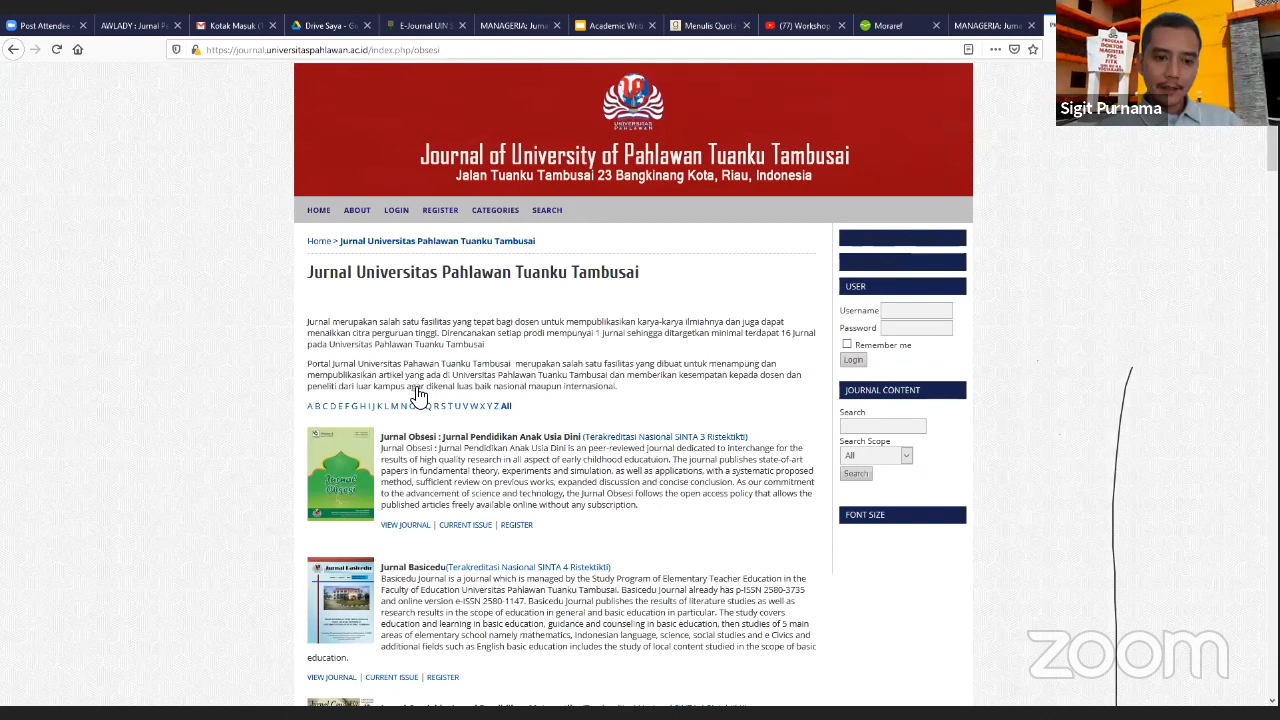 Post Attendee
AWLADY : Jurnal P
Kotak Masuk (
Drive Saya - G
E-Journal UIN S
MANAGERIA: Jurna
Academic Writ
Menulis Quote
(77) Workshop
Moraref
MANAGERIA: Jurn
https://journal.universitaspahlawan.ac.id/index.php/obsesi
PROGRAM
DOKTOR
MAGISTER
PPG
FITK
Sigit Purnama
UNIVERSITAS
PAHLAWAN
Journal of University of Pahlawan Tuanku Tambusai
Jalan Tuanku Tambusai 23 Bangkinang Kota, Riau, Indonesia
HOME ABOUT LOGIN REGISTER CATEGORIES SEARCH
Home > Jurnal Universitas Pahlawan Tuanku Tambusai
Jurnal Universitas Pahlawan Tuanku Tambusai
Jurnal merupakan salah satu fasilitas yang tepat bagi dosen untuk mempublikasikan karya-karya ilmiahnya dan juga dapat
menaikkan citra perguruan tinggi. Direncanakan setiap prodi mempunyai 1 jurnal sehingga ditargetkan minimal terdapat 16 Jurnal
pada Universitas Pahlawan Tuanku Tambusai
Portal Jurnal Universitas Pahawan Tuanku Tambusai merupakan salah satu fasilitas yang dibuat untuk menampung dan
mempublikasikan artikel yang ada di Universitas Pahlawan Tuanku Tambusai dan memberikan kesempatan kepada dosen dan
peneliti dari luar kampus agar dikenal luas baik nasional maupun internasional.
A B C D E F G H I J K L M N O Q R S T U V W X Y Z All
Jurnal Obsesi
Jurnal Obsesi : Jurnal Pendidikan Anak Usia Dini (Terakreditasi Nasional SINTA 3 Ristektikti)
Jurnal Obsesi : Jurnal Pendidikan Anak Usia Dini is an peer-reviewed journal dedicated to interchange for the
results of high quality research in all aspect of early childhood educatuion. The journal publishes state-of-art
papers in fundamental theory, experiments and simulation, as well as applications, with a systematic proposed
method, sufficient review on previous works, expanded discussion and concise conclusion. As our commitment
to the advancement of science and technology, the Jurnal Obsesi follows the open access policy that allows the
published articles freely available online without any subscription.
VIEW JOURNAL | CURRENT ISSUE | REGISTER
Jurnal Basicedu
Jurnal Basicedu(Terakreditasi Nasional SINTA 4 Ristektikti)
Basicedu Journal is a journal which is managed by the Study Program of Elementary Teacher Education in the
Faculty of Education Universitas Pahlawan Tuanku Tambusai. Basicedu Journal already has p-ISSN 2580-3735
and online version e-ISSN 2580-1147. Basicedu Journal publishes the results of literature studies as well as
research results in the scope of education in general and basic education in particular. The study covers
education and learning in basic education, guidance and counseling in basic education, then studies of 5 main
areas of elementary school namely mathematics, Indonesian language, science, social studies and e Civics and
additional fields such as English basic education includes the study of local content studied in the scope of basic
education.
VIEW JOURNAL | CURRENT ISSUE | REGISTER
USER
Username
Password
Remember me
Login
JOURNAL CONTENT
Search
Search Scope
All
Search
FONT SIZE
zoom